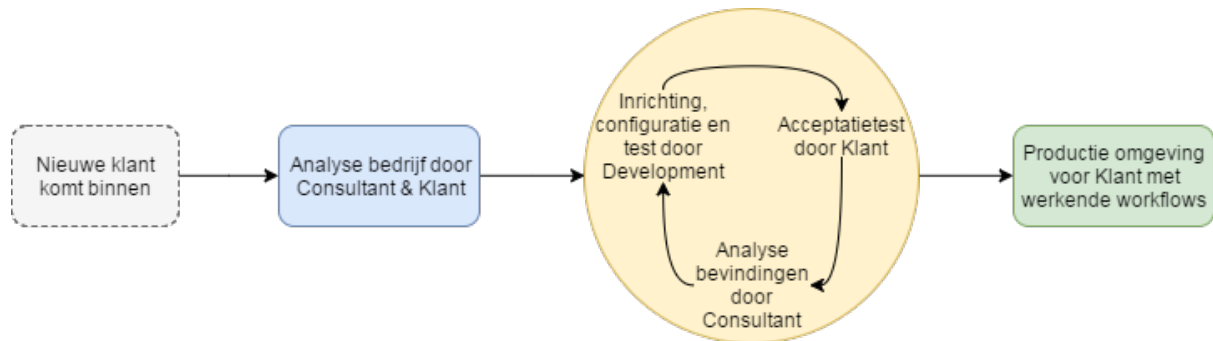 Nieuwe klant
komt binnen
Analyse bedrijf door
Consultant & Klant
Inrichting,
configuratie en
test door
Development
Acceptatietest
door Klant
Analyse
bevindingen
door
Consultant
Productie omgeving
voor Klant met
werkende workflows